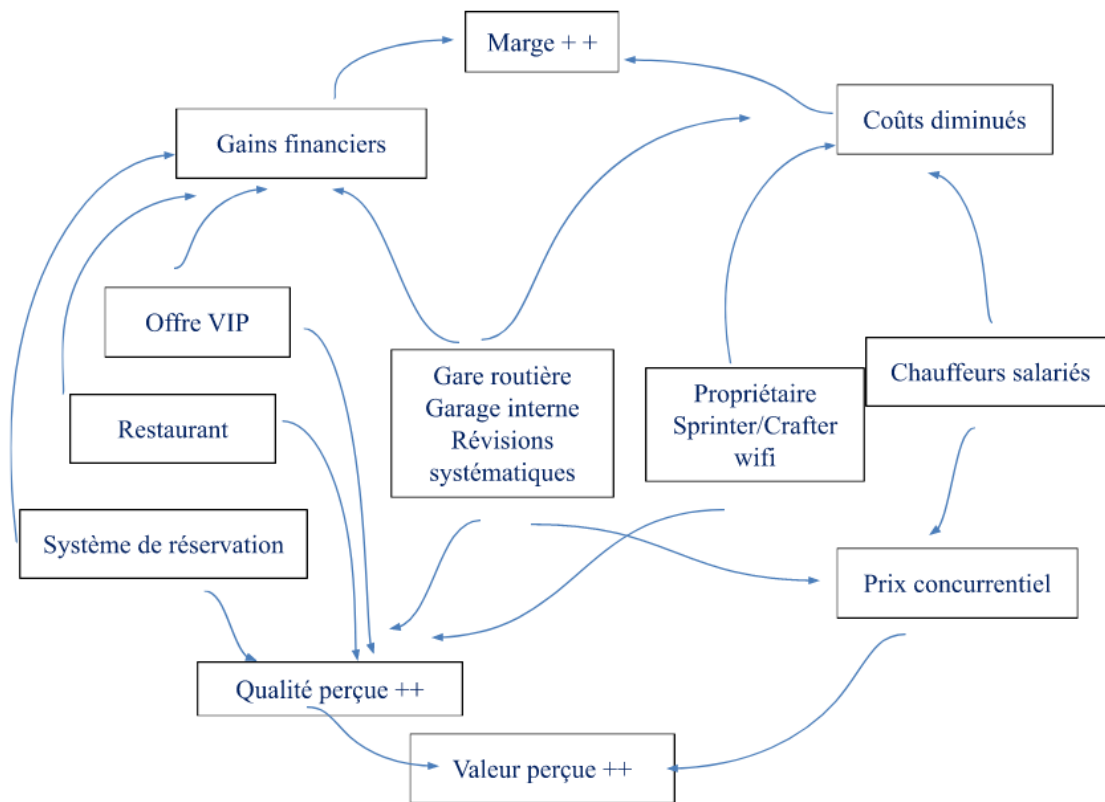 Marge + +
Gains financiers
Coûts diminués
Offre VIP
Gare routière
Garage interne
Révisions
systématiques
Propriétaire
Sprinter/Crafter
wifi
Chauffeurs salariés
Restaurant
Système de réservation
Prix concurrentiel
Qualité perçue ++
Valeur perçue ++